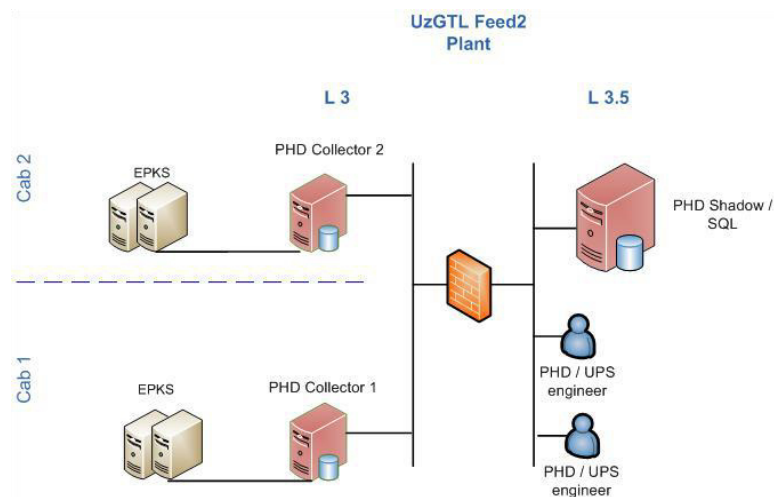 UzGTL Feed2
Plant
L 3
L 3.5
Cab 2
EPKS
PHD Collector 2
PHD Shadow /
SQL
PHD / UPS
engineer
Cab 1
EPKS
PHD Collector 1
PHD / UPS
engineer